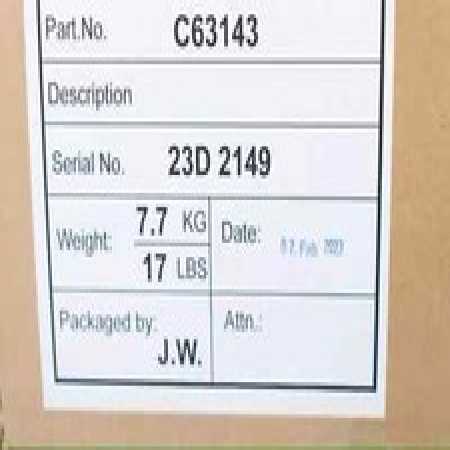 Part.No. C63143
Description
Serial No. 23D 2149
Weight: 7.7 KG
17 LBS
Date:
Packaged by:
J.W.
Attn.: